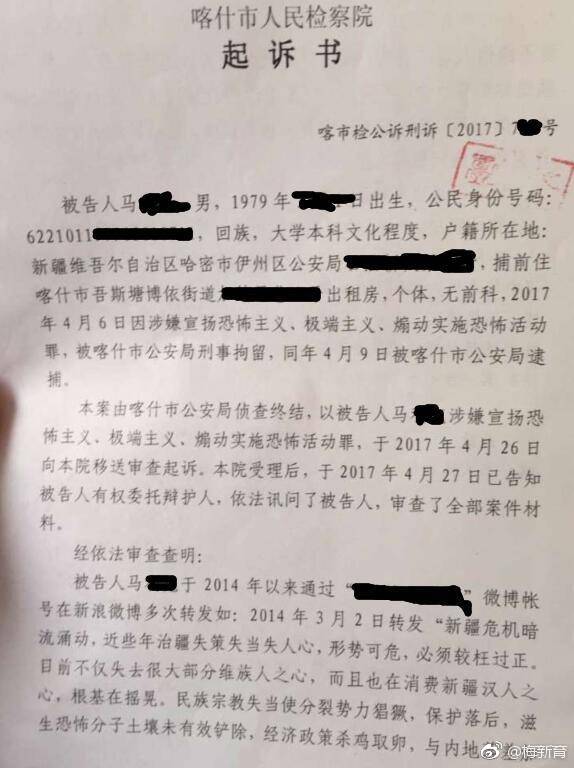 喀什市人民检察院
起诉书
喀市检公诉刑诉〔2017〕7 号
被告人马 男，1979年 日出生，公民身份号码：
6221011 ，回族，大学本科文化程度，户籍所在地：
新疆维吾尔自治区哈密市伊州区公安局 ，捕前住
喀什市吾斯塘博依街道 出租房，个体，无前科，2017
年4月6日因涉嫌宣扬恐怖主义、极端主义、煽动实施恐怖活动
罪，被喀什市公安局刑事拘留，同年4月9日被喀什市公安局逮
捕。
本案由喀什市公安局侦查终结，以被告人马 涉嫌宣扬恐
怖主义、极端主义、煽动实施恐怖活动罪，于2017年4月26日
向本院移送审查起诉。本院受理后，于2017年4月27日已告知
被告人有权委托辩护人，依法讯问了被告人，审查了全部案件材
料。
经依法审查查明：
被告人马 于2014年以来通过“ ”微博帐
号在新浪微博多次转发如：2014年3月2日转发“新疆危机暗
流涌动，近些年治疆失策失当失人心，形势可危，必须较枉过正。
目前不仅失去很大部分维族人之心，而且也在消费新疆汉人之
心，根基在摇晃。民族宗教失当使分裂势力猖獗，保护落后，滋
生恐怖分子土壤未有效铲除，经济政策杀鸡取卵，与内地
@梅新育